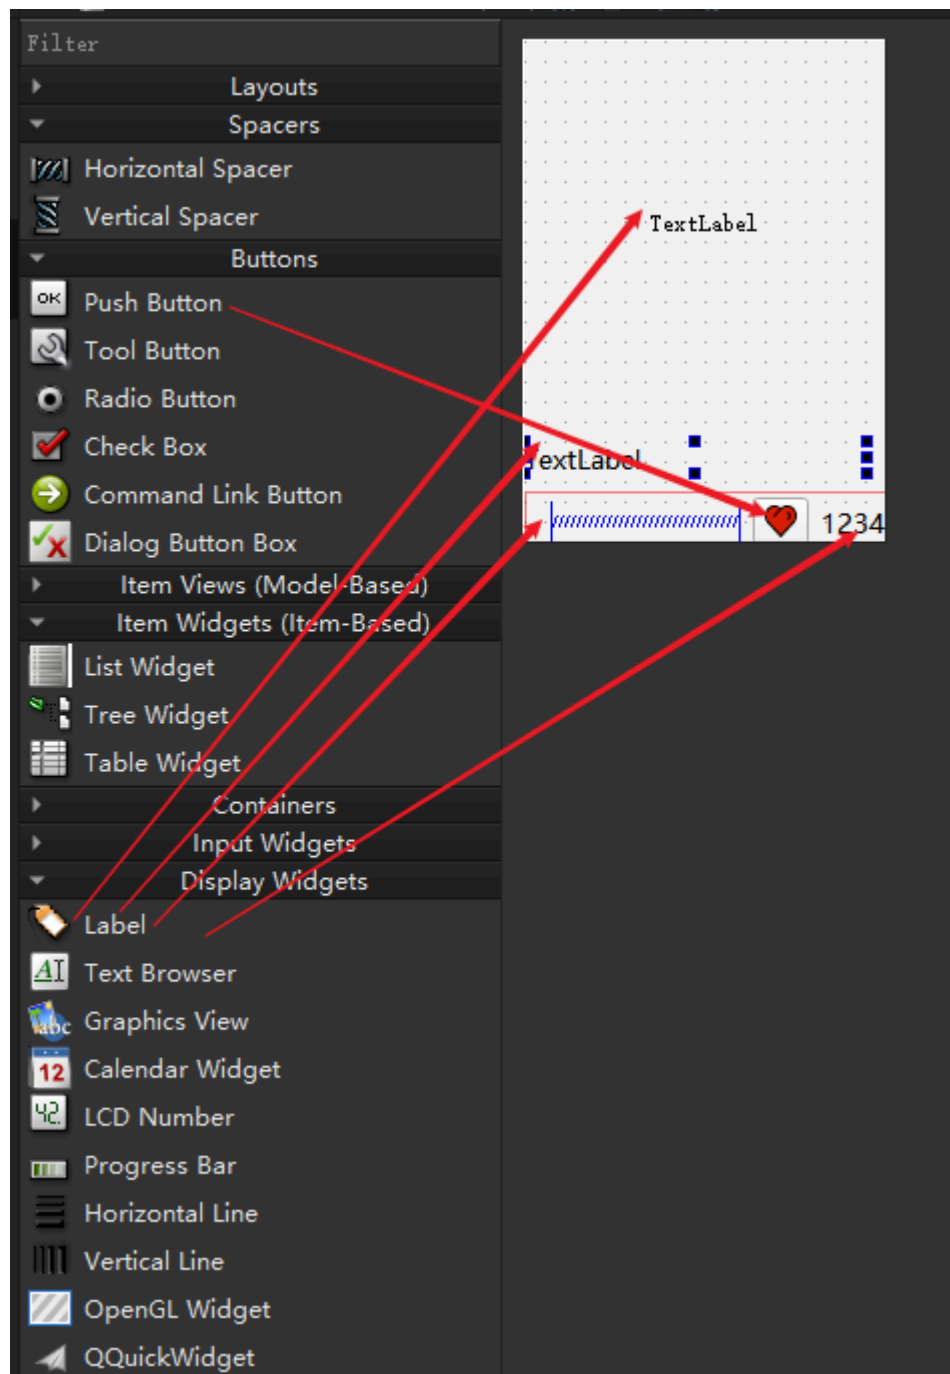 Filter
Layouts
Spacers
Horizontal Spacer
Vertical Spacer
Buttons
OK
Push Button
Tool Button
Radio Button
Check Box
Command Link Button
Dialog Button Box
Item Views (Model-Based)
Item Widgets (Item-Based)
List Widget
Tree Widget
Table Widget
Containers
Input Widgets
Display Widgets
Label
AI
Text Browser
abc
Graphics View
12
Calendar Widget
42
LCD Number
Progress Bar
Horizontal Line
Vertical Line
OpenGL Widget
QQuickWidget
TextLabel
TextLabel
1234